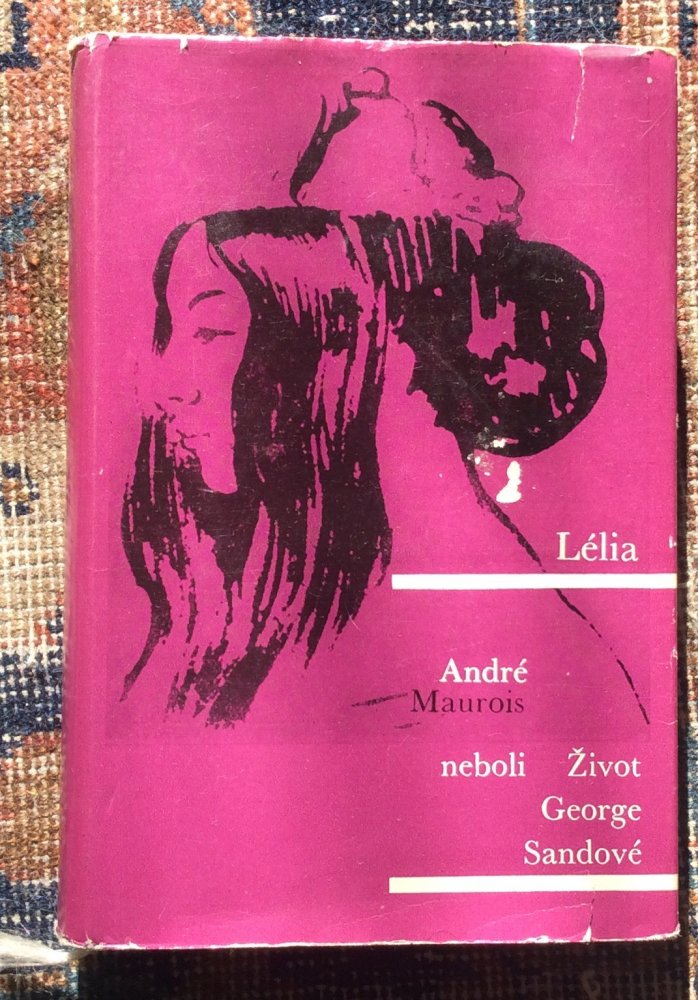 Lélia
André
Maurois
neboli Život
George
Sandové